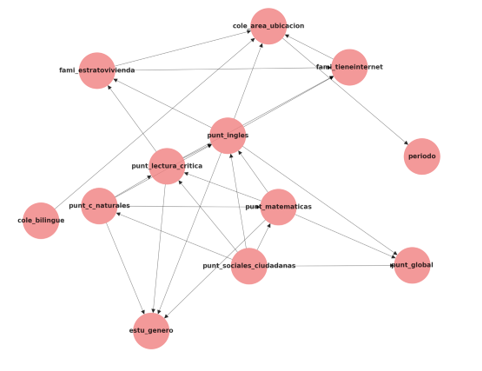 cole_area_ubicacion
fami_estratovivienda
fami_tieneinternet
punt_ingles
periodo
punt_lectura_critica
punt_c_naturales
punt_matematicas
cole_bilingue
punt_sociales_ciudadanas
punt_global
estu_genero